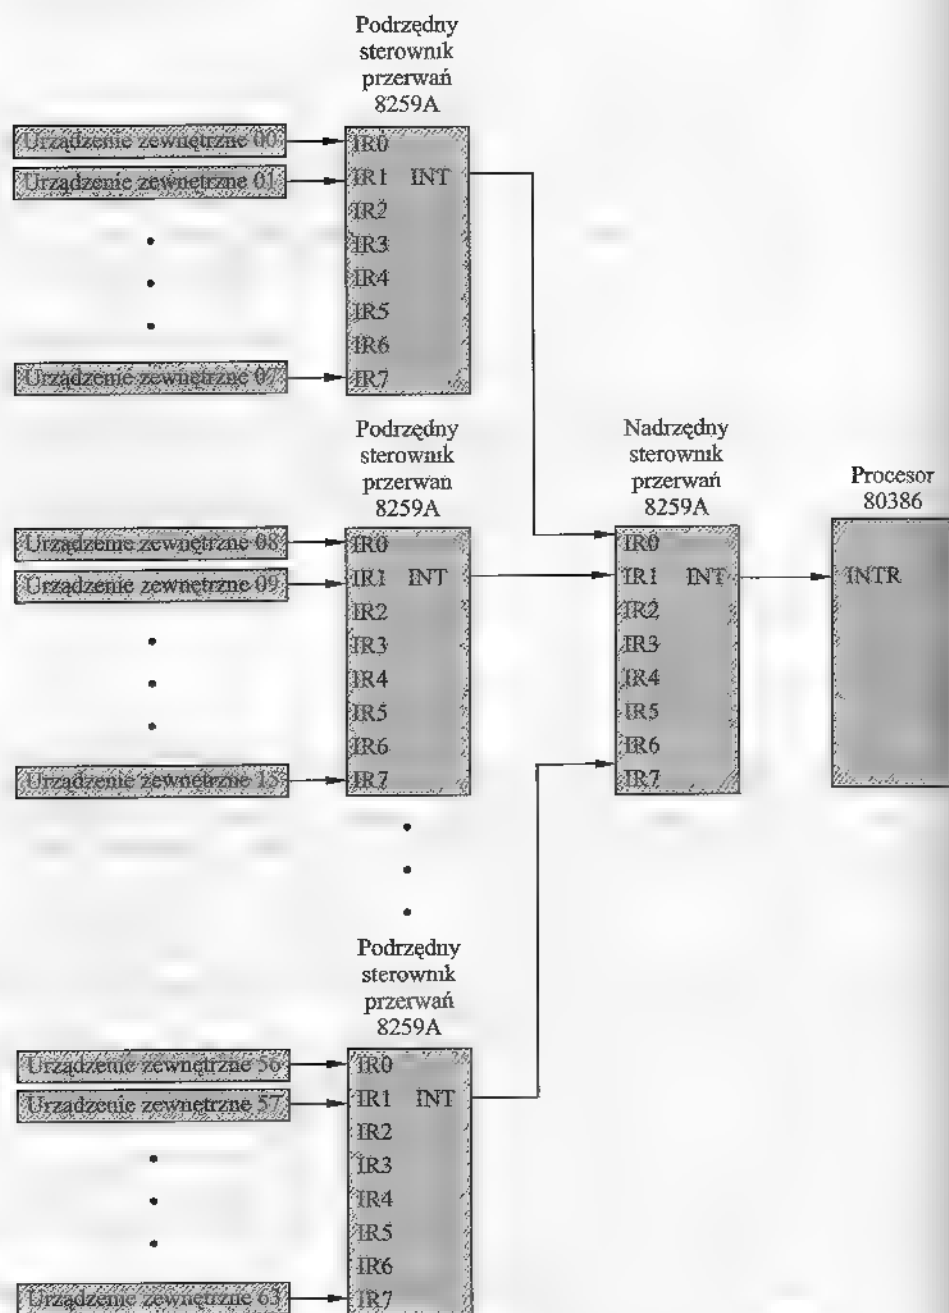 Podrzędny
sterownik
przerwań
8259A
Urządzenie zewnętrzne 00
Urządzenie zewnętrzne 01
Urządzenie zewnętrzne 07
IR0
IR1 INT
IR2
IR3
IR4
IR5
IR6
IR7
Podrzędny
sterownik
przerwan
8259A
Urządzenie zewnętrzne 08
Urządzenie zewnętrzne 09
Urządzenie zewnętrzne 15
IR0
IR1 INT
IR2
IR3
IR4
IR5
IR6
IR7
Nadrzędny
sterownik
przerwań
8259A
IR0
IR1 INT
IR2
IR3
IR4
IR5
IR6
IR7
Procesor
80386
INTR
Podrzędny
sterownik
przerwań
8259A
Urządzenie zewnętrzne 56
Urządzenie zewnętrzne 57
Urządzenie zewnętrzne 63
IR0
IR1 INT
IR2
IR3
IR4
IR5
IR6
IR7